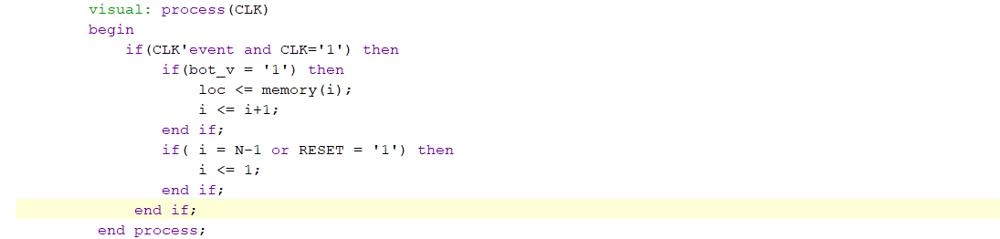 visual: process(CLK)
begin
if(CLK'event and CLK='1') then
if(bot_v = '1') then
loc <= memory(i);
i <= i+1;
end if;
if( i = N-1 or RESET = '1') then
i <= 1;
end if;
end if;
end process;